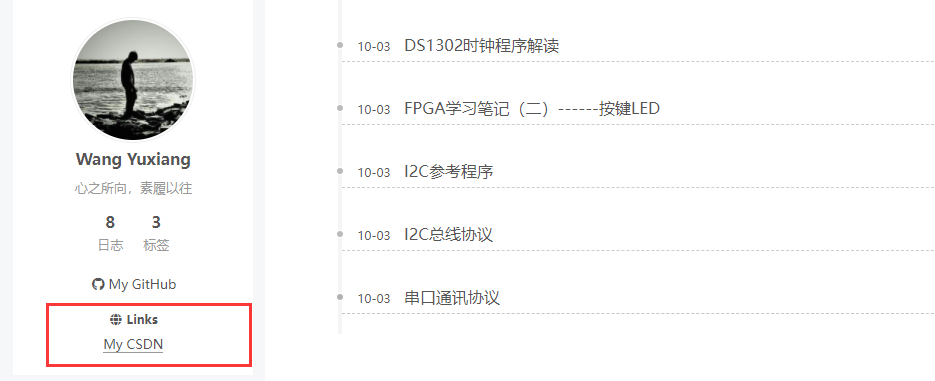 Wang Yuxiang
心之所向，素履以往
8 3
日志 标签
My GitHub
Links
My CSDN
10-03 DS1302时钟程序解读
10-03 FPGA学习笔记（二）------按键LED
10-03 I2C参考程序
10-03 I2C总线协议
10-03 串口通讯协议